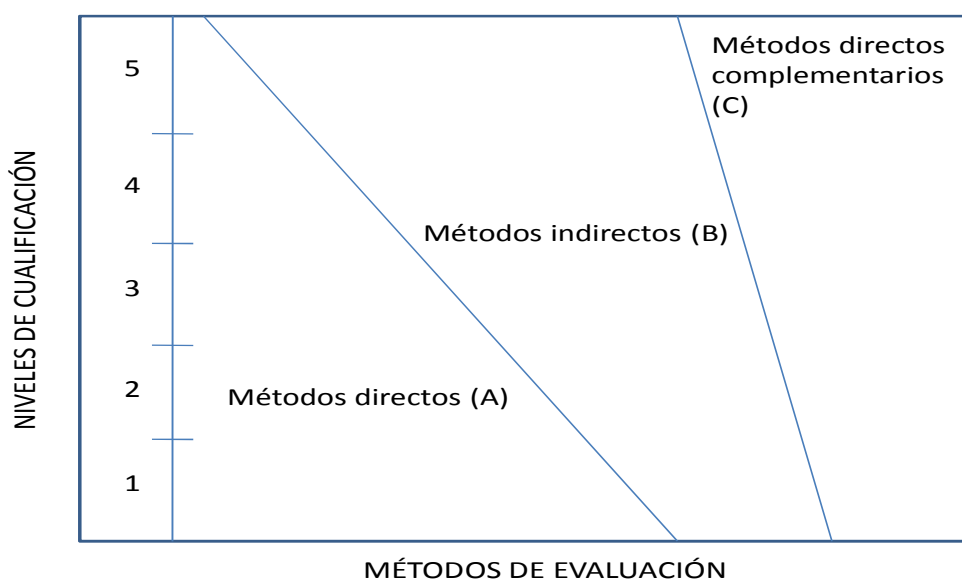 Métodos directos
complementarios
(C)
5
4
Métodos indirectos (B)
3
2
Métodos directos (A)
1
NIVELES DE CUALIFICACIÓN
MÉTODOS DE EVALUACIÓN